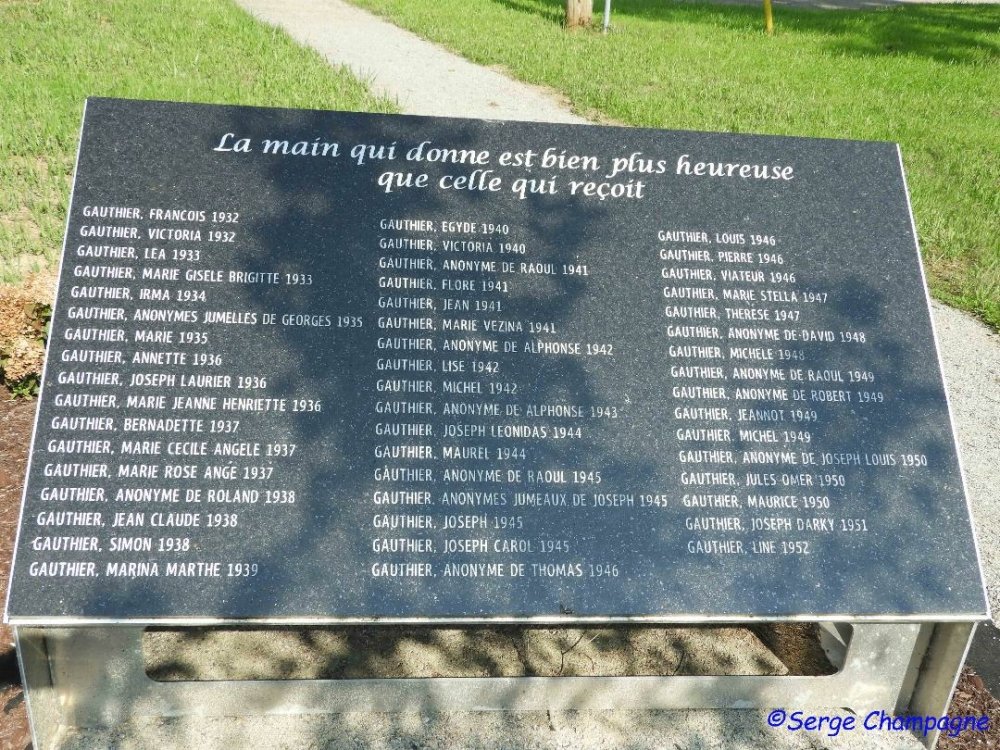 La main qui donne est bien plus heureuse
que celle qui reçoit
GAUTHIER, FRANCOIS 1932
GAUTHIER, VICTORIA 1932
GAUTHIER, LEA 1933
GAUTHIER, MARIE GISELE BRIGITTE 1933
GAUTHIER, IRMA 1934
GAUTHIER, ANONYMES JUMELLES DE GEORGES 1935
GAUTHIER, MARIE 1935
GAUTHIER, ANNETTE 1936
GAUTHIER, JOSEPH LAURIER 1936
GAUTHIER, MARIE JEANNE HENRIETTE 1936
GAUTHIER, BERNADETTE 1937
GAUTHIER, MARIE CECILE ANGELE 1937
GAUTHIER, MARIE ROSE ANGE 1937
GAUTHIER, ANONYME DE ROLAND 1938
GAUTHIER, JEAN CLAUDE 1938
GAUTHIER, SIMON 1938
GAUTHIER, MARINA MARTHE 1939
GAUTHIER, EGYDE 1940
GAUTHIER, VICTORIA 1940
GAUTHIER, ANONYME DE RAOUL 1941
GAUTHIER, FLORE 1941
GAUTHIER, JEAN 1941
GAUTHIER, MARIE VEZINA 1941
GAUTHIER, ANONYME DE ALPHONSE 1942
GAUTHIER, LISE 1942
GAUTHIER, MICHEL 1942
GAUTHIER, ANONYME DE ALPHONSE 1943
GAUTHIER, JOSEPH LEONIDAS 1944
GAUTHIER, MAUREL 1944
GAUTHIER, ANONYME DE RAOUL 1945
GAUTHIER, ANONYMES JUMEAUX DE JOSEPH 1945
GAUTHIER, JOSEPH 1945
GAUTHIER, JOSEPH CAROL 1945
GAUTHIER, ANONYME DE THOMAS 1946
GAUTHIER, LOUIS 1946
GAUTHIER, PIERRE 1946
GAUTHIER, VIATEUR 1946
GAUTHIER, MARIE STELLA 1947
GAUTHIER, THERESE 1947
GAUTHIER, ANONYME DE DAVID 1948
GAUTHIER, MICHELE 1948
GAUTHIER, ANONYME DE RAOUL 1949
GAUTHIER, ANONYME DE ROBERT 1949
GAUTHIER, JEANNOT 1949
GAUTHIER, MICHEL 1949
GAUTHIER, ANONYME DE JOSEPH LOUIS 1950
GAUTHIER, JULES OMER 1950
GAUTHIER, MAURICE 1950
GAUTHIER, JOSEPH DARKY 1951
GAUTHIER, LINE 1952
©Serge Champagne